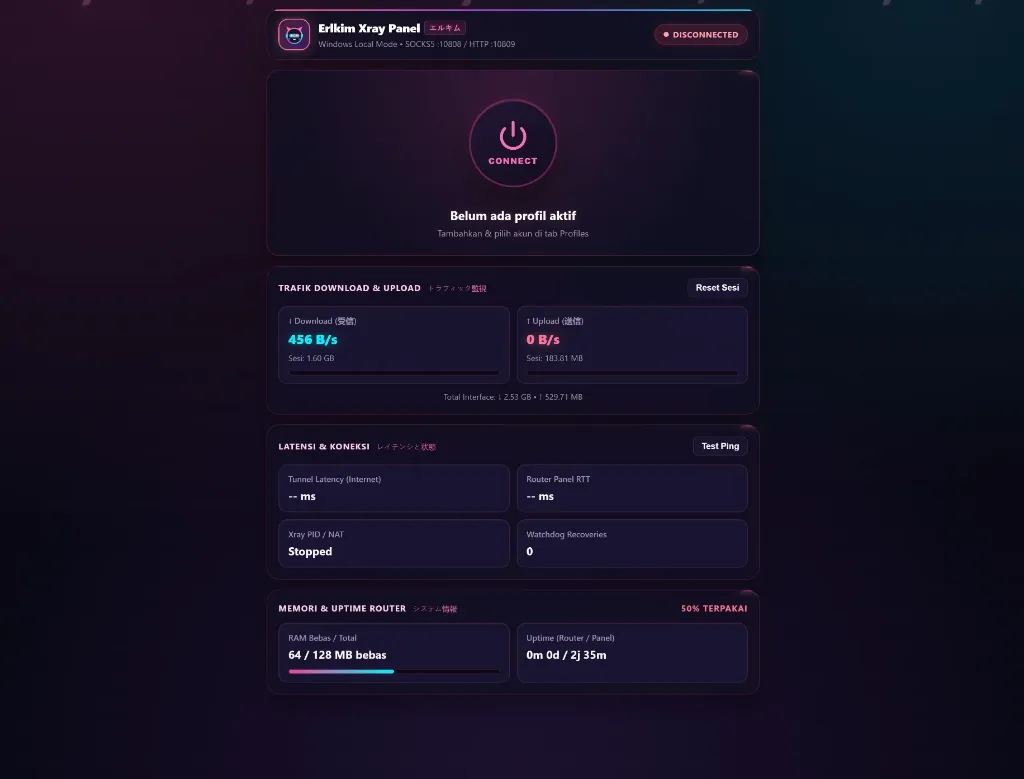 Erlkim Xray Panel エルキム
Windows Local Mode • SOCKS5 :10808 / HTTP :10809
DISCONNECTED
CONNECT
Belum ada profil aktif
Tambahkan & pilih akun di tab Profiles
TRAFIK DOWNLOAD & UPLOAD トラフィック監視
Reset Sesi
↓ Download (受信)
456 B/s
Sesi: 1.60 GB
↑ Upload (送信)
0 B/s
Sesi: 183.81 MB
Total Interface: ↓ 2.53 GB • ↑ 529.71 MB
LATENSI & KONEKSI レイテンシと状態
Test Ping
Tunnel Latency (Internet)
-- ms
Router Panel RTT
-- ms
Xray PID / NAT
Stopped
Watchdog Recoveries
0
MEMORI & UPTIME ROUTER システム情報
50% TERPAKAI
RAM Bebas / Total
64 / 128 MB bebas
Uptime (Router / Panel)
0m 0d / 2j 35m